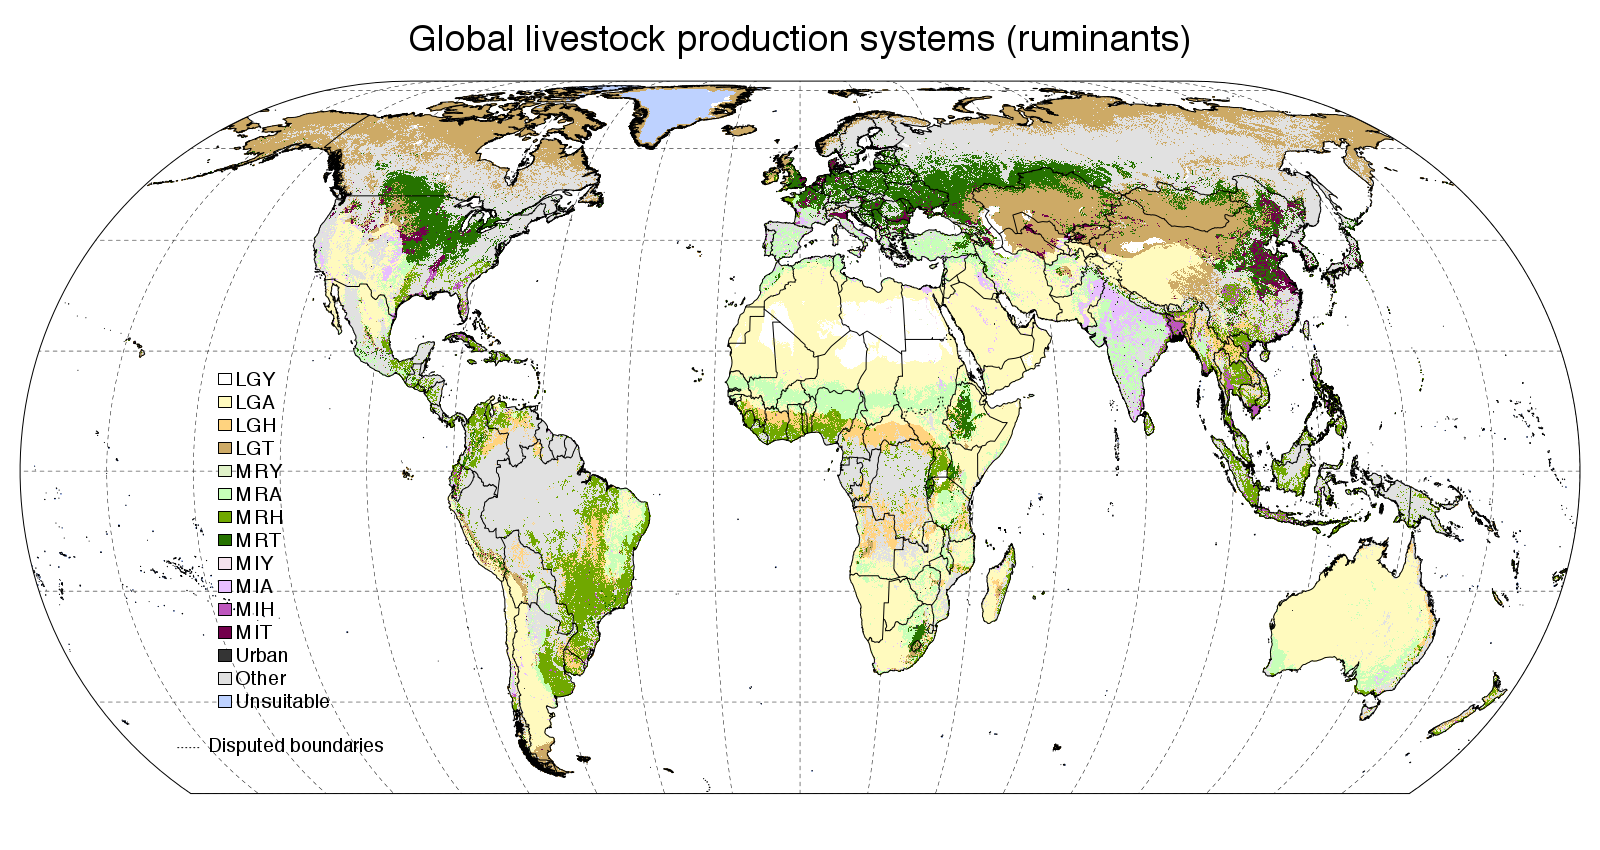 Global livestock production systems (ruminants)
LGY
LGA
LGH
LGT
MRY
MRA
MRH
MRT
MIY
MIA
MIH
MIT
Urban
Other
Unsuitable
Disputed boundaries